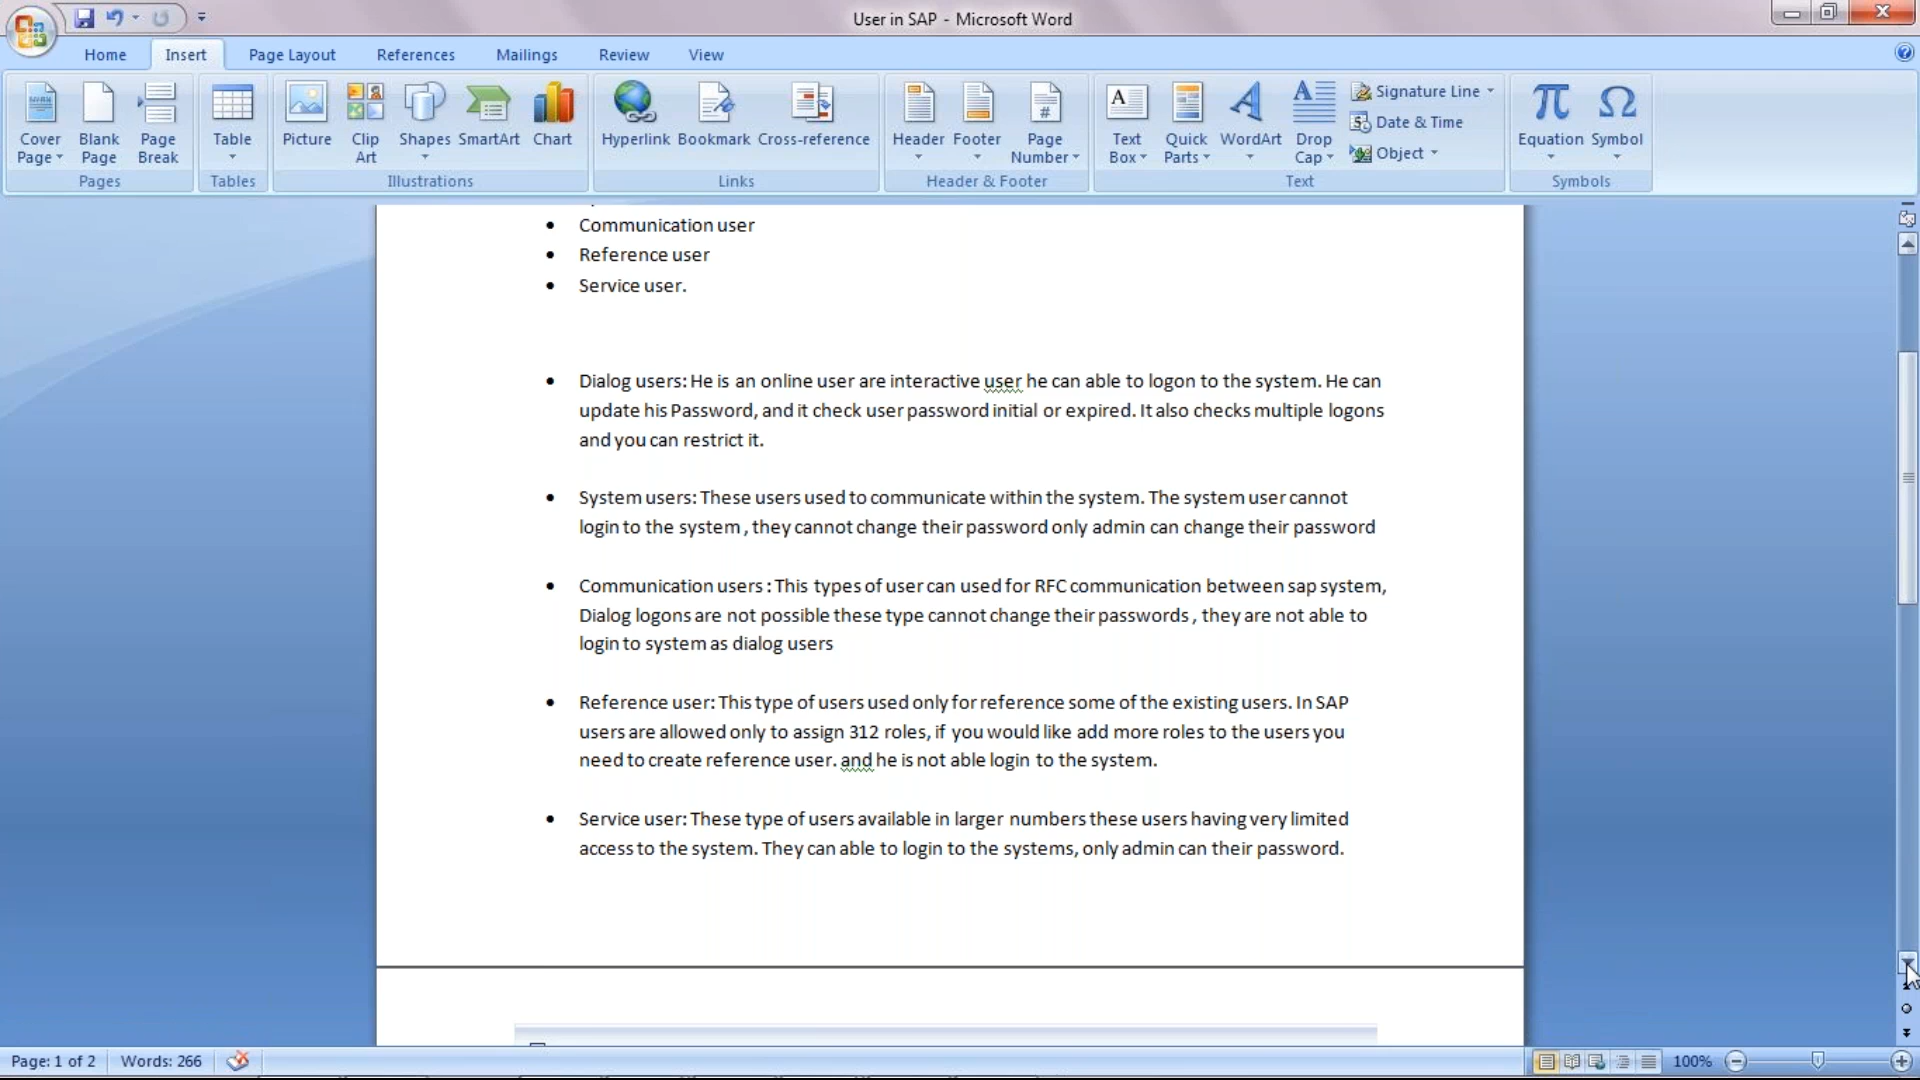 User in SAP - Microsoft Word
Home Insert Page Layout References Mailings Review View
Cover Page
Blank Page
Page Break
Pages
Table
Tables
Picture
Clip Art
Shapes
SmartArt
Chart
Illustrations
Hyperlink
Bookmark
Cross-reference
Links
Header
Footer
Page Number
Header & Footer
Text Box
Quick Parts
WordArt
Drop Cap
Signature Line
Date & Time
Object
Text
Equation
Symbol
Symbols
• Communication user
• Reference user
• Service user.
• Dialog users: He is an online user are interactive user he can able to logon to the system. He can
update his Password, and it check user password initial or expired. It also checks multiple logons
and you can restrict it.
• System users: These users used to communicate within the system. The system user cannot
login to the system , they cannot change their password only admin can change their password
• Communication users : This types of user can used for RFC communication between sap system,
Dialog logons are not possible these type cannot change their passwords , they are not able to
login to system as dialog users
• Reference user: This type of users used only for reference some of the existing users. In SAP
users are allowed only to assign 312 roles, if you would like add more roles to the users you
need to create reference user. and he is not able login to the system.
• Service user: These type of users available in larger numbers these users having very limited
access to the system. They can able to login to the systems, only admin can their password.
Page: 1 of 2 Words: 266 100%